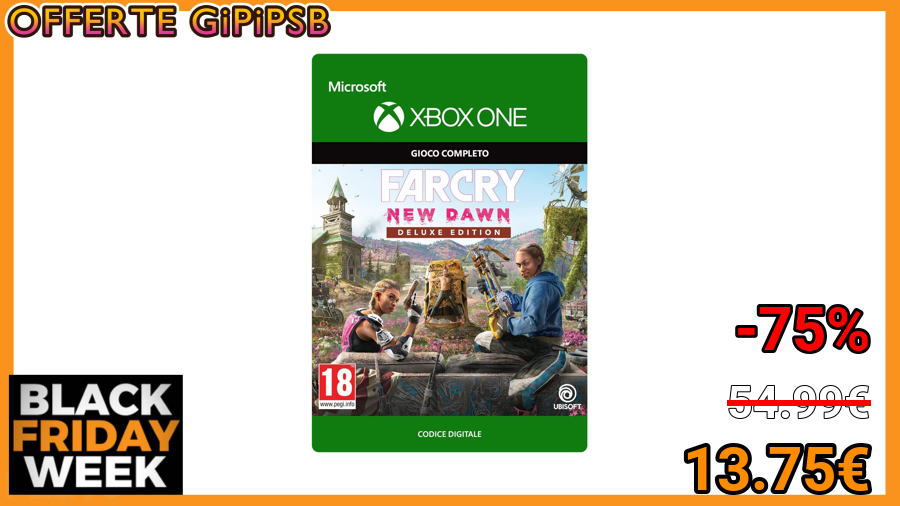 OFFERTE GiPiPSB
Microsoft
XBOX ONE
GIOCO COMPLETO
FARCRY
NEW DAWN
DELUXE EDITION
18
www.pegi.info
UBISOFT
CODICE DIGITALE
-75%
54.99€
13.75€
BLACK
FRIDAY
WEEK